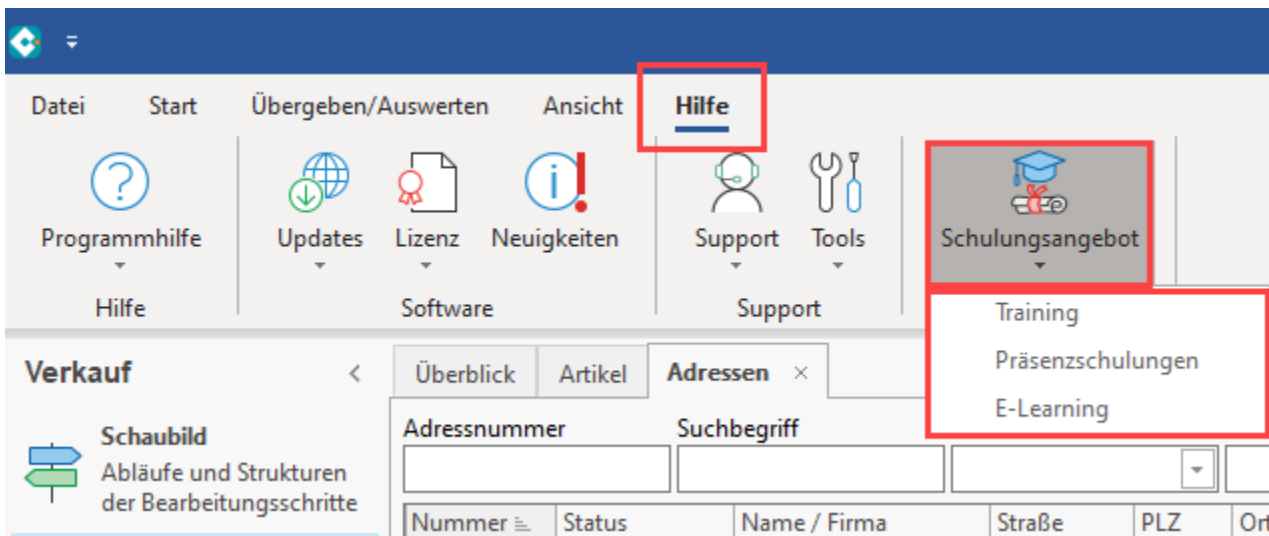 Datei Start Übergeben/Auswerten Ansicht Hilfe
Programmhilfe Updates Lizenz Neuigkeiten Support Tools Schulungsangebot
Hilfe Software Support
Training
Präsenzschulungen
E-Learning
Verkauf
Schaubild
Abläufe und Strukturen
der Bearbeitungsschritte
Überblick Artikel Adressen
Adressnummer Suchbegriff
Nummer Status Name / Firma Straße PLZ Ort